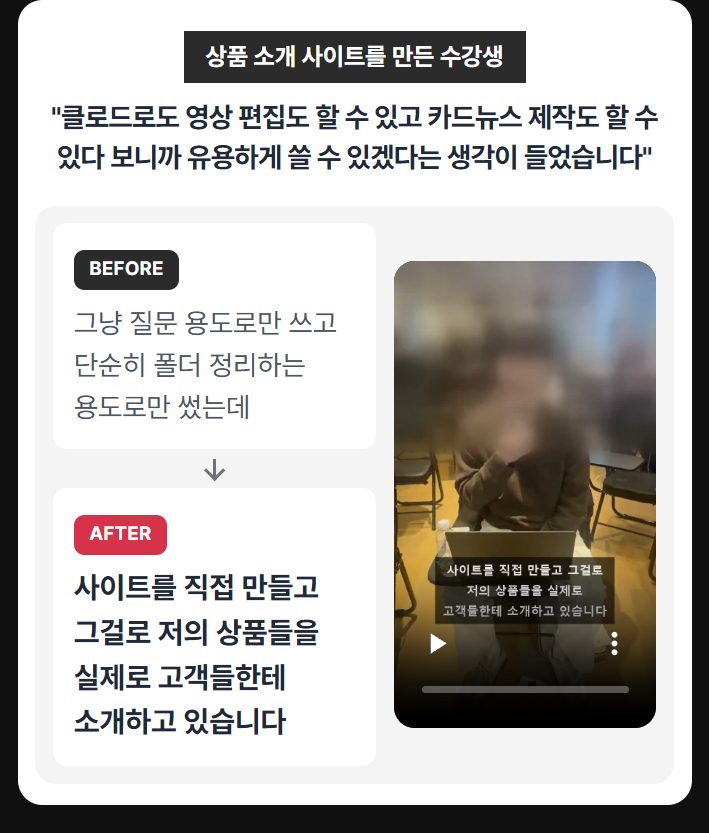 상품 소개 사이트를 만든 수강생
"클로드로도 영상 편집도 할 수 있고 카드뉴스 제작도 할 수
있다 보니까 유용하게 쓸 수 있겠다는 생각이 들었습니다"
BEFORE
그냥 질문 용도로만 쓰고
단순히 폴더 정리하는
용도로만 썼는데
AFTER
사이트를 직접 만들고
그걸로 저의 상품들을
실제로 고객들한테
소개하고 있습니다
사이트를 직접 만들고 그걸로
저의 상품들을 실제로
고객들한테 소개하고 있습니다